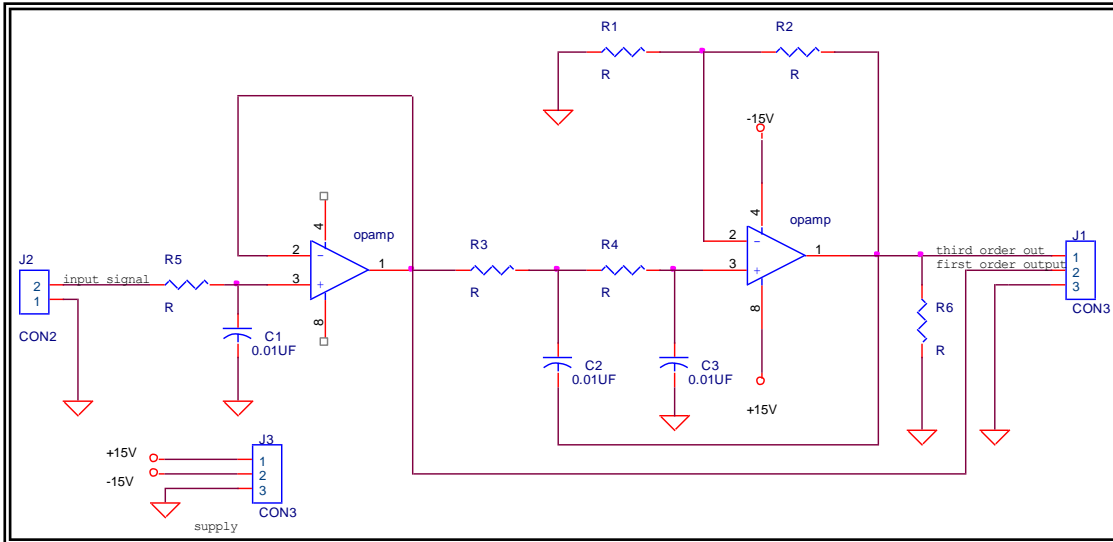 R1
R2
R
R
-15V
4
opamp
2
1
3
8
+15V
4
opamp
2
1
3
8
R3
R
R4
R
J2
2
1
CON2
input signal
R5
R
C1
0.01UF
C2
0.01UF
C3
0.01UF
third order out
first order output
J1
1
2
3
CON3
R6
R
J3
+15V
-15V
1
2
3
CON3
supply